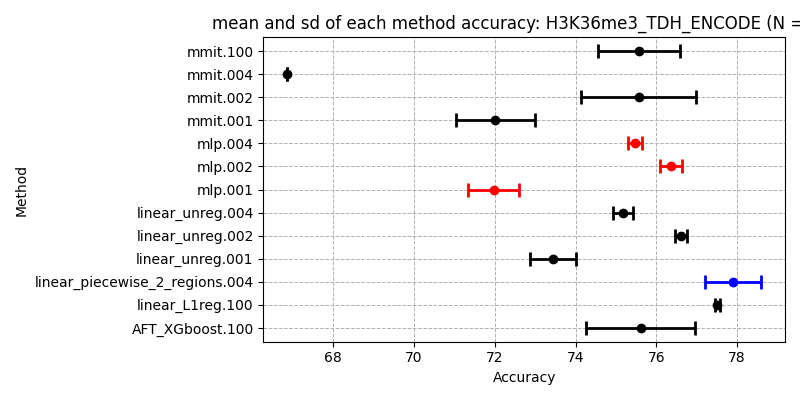 mean and sd of each method accuracy: H3K36me3_TDH_ENCODE (N =
mmit.100
mmit.004
mmit.002
mmit.001
mlp.004
mlp.002
mlp.001
linear_unreg.004
linear_unreg.002
linear_unreg.001
linear_piecewise_2_regions.004
linear_L1reg.100
AFT_XGboost.100
Method
68 70 72 74 76 78
Accuracy